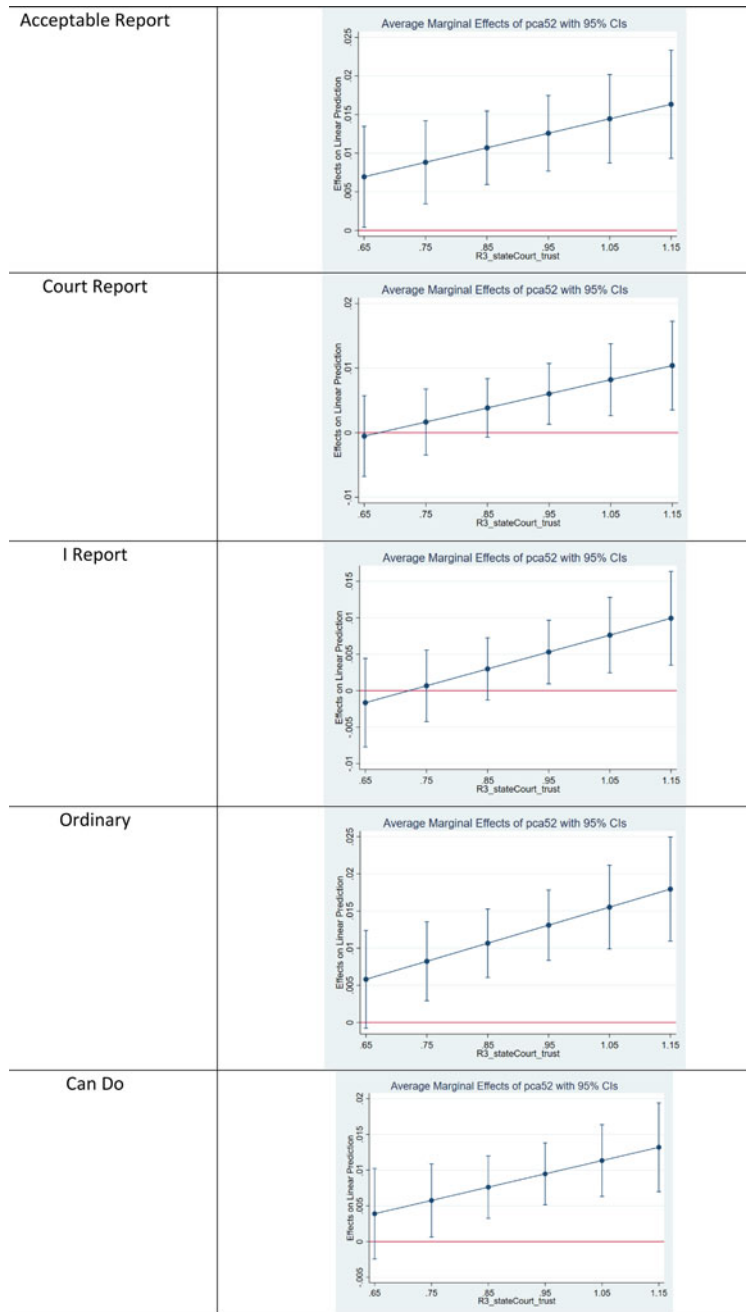 Acceptable Report
Average Marginal Effects of pca52 with 95% CIs
Effects on Linear Prediction
.025
.02
.015
.01
.005
0
.65 .75 .85 .95 1.05 1.15
R3_stateCourt_trust
Court Report
Average Marginal Effects of pca52 with 95% CIs
Effects on Linear Prediction
.02
.01
0
-.01
.65 .75 .85 .95 1.05 1.15
R3_stateCourt_trust
I Report
Average Marginal Effects of pca52 with 95% CIs
Effects on Linear Prediction
.015
.01
.005
0
-.005
-.01
.65 .75 .85 .95 1.05 1.15
R3_stateCourt_trust
Ordinary
Average Marginal Effects of pca52 with 95% CIs
Effects on Linear Prediction
.025
.02
.015
.01
.005
0
.65 .75 .85 .95 1.05 1.15
R3_stateCourt_trust
Can Do
Average Marginal Effects of pca52 with 95% CIs
Effects on Linear Prediction
.02
.015
.01
.005
0
-.005
.65 .75 .85 .95 1.05 1.15
R3_stateCourt_trust